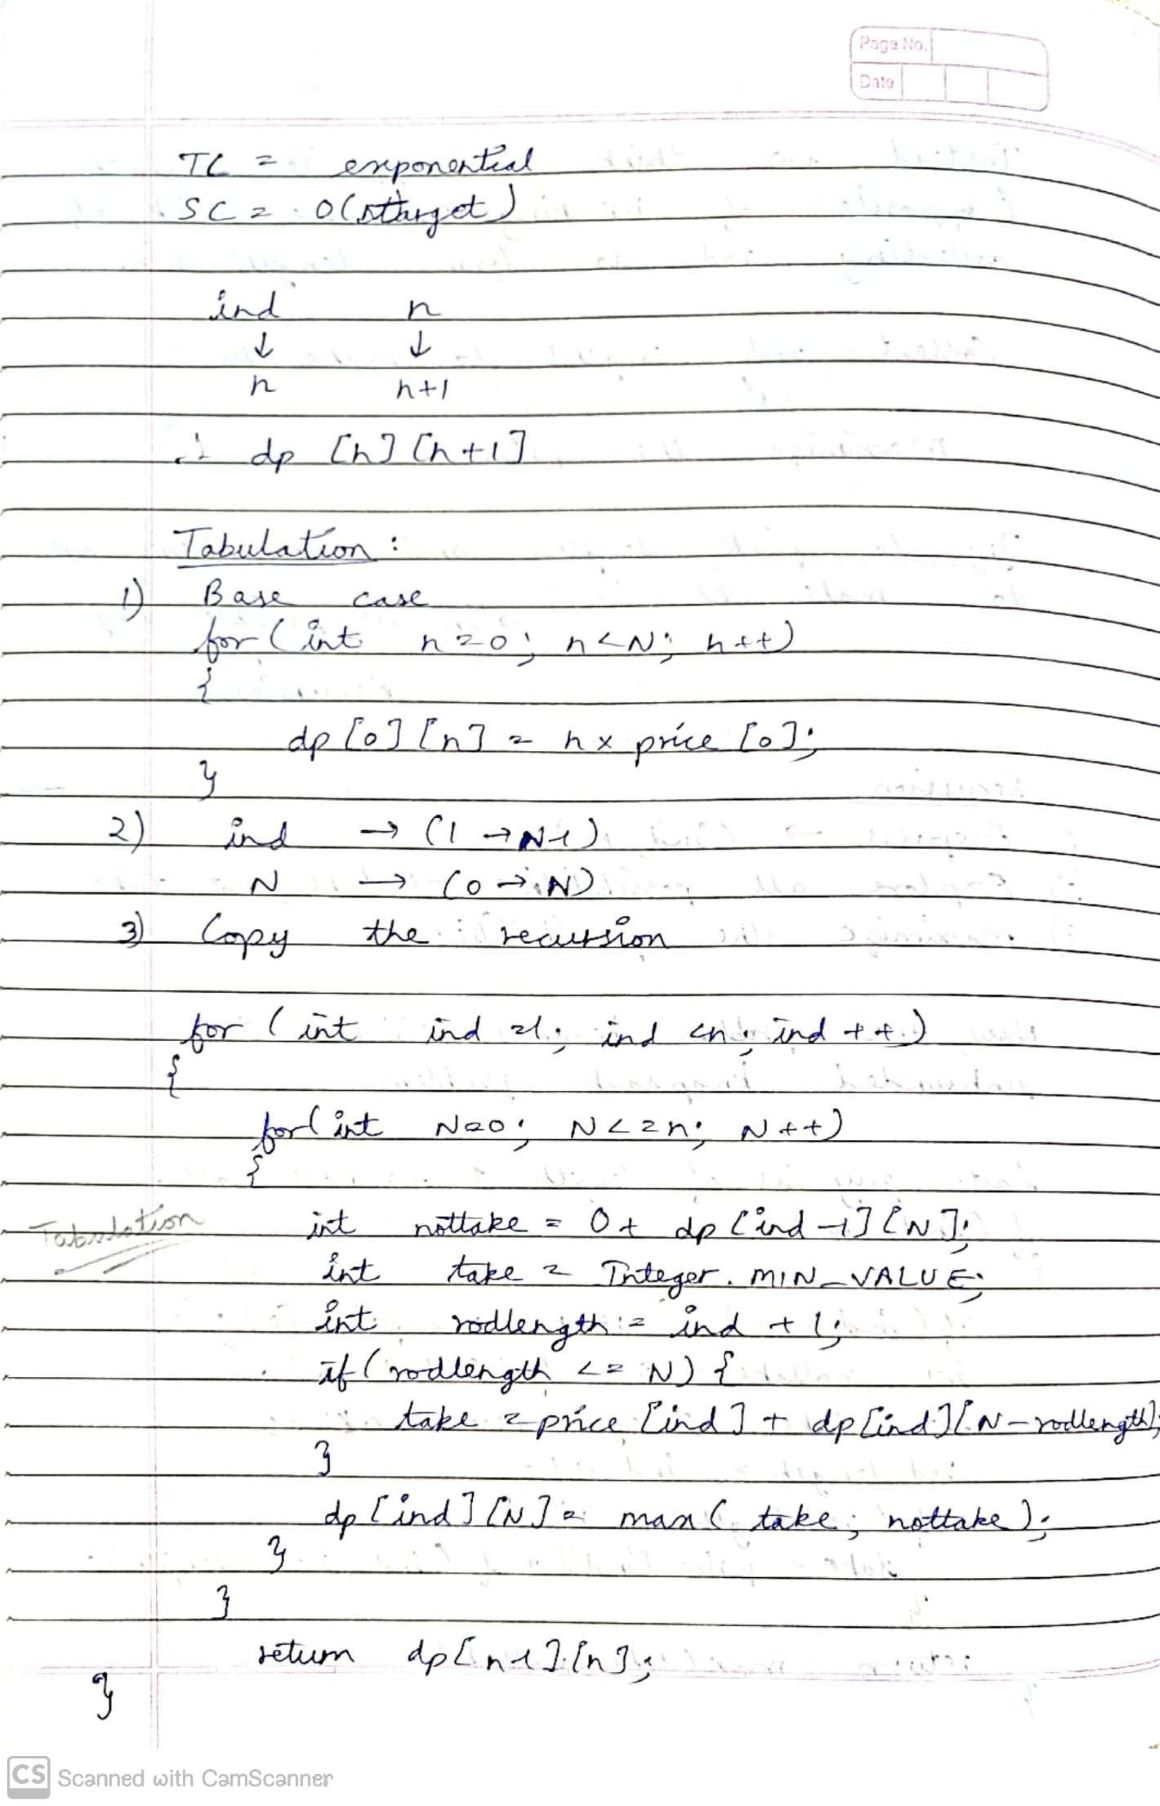 Page No.
Date
TC = exponential
SC = O(target)
ind n
↓ ↓
n n+1
∴ dp [n] [n+1]
Tabulation :
1) Base case
for (int n=0; n<N; n++)
{
dp [0] [n] = n x price [0];
}
2) ind → (1 → N-1)
N → (0 → N)
3) Copy the recursion
for (int ind =1; ind <n; ind ++)
{
for (int N=0; N<=n; N++)
{
Tabulation
int nottake = 0 + dp [ind -1] [N];
int take = Integer. MIN_VALUE;
int rodlength = ind + 1;
if (rodlength <= N) {
take = price [ind] + dp [ind] [N-rodlength];
}
dp [ind] [N] = max ( take; nottake );
}
}
return dp [n-1] [n];
}
CS Scanned with CamScanner